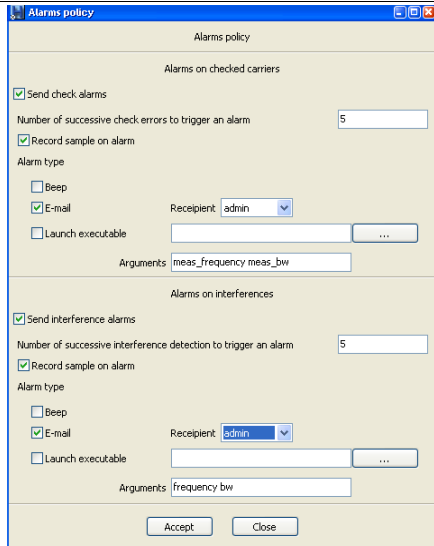 Alarms policy
Alarms policy
Alarms on checked carriers
Send check alarms
Number of successive check errors to trigger an alarm 5
Record sample on alarm
Alarm type
Beep
E-mail Receipient admin
Launch executable ...
Arguments meas_frequency meas_bw
Alarms on interferences
Send interference alarms
Number of successive interference detection to trigger an alarm 5
Record sample on alarm
Alarm type
Beep
E-mail Receipient admin
Launch executable ...
Arguments frequency bw
Accept Close